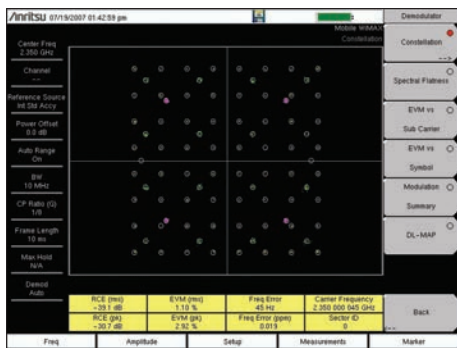 Anritsu 07/19/2007 01:42:59 pm
Mobile WiMAX
Constellation
Center Freq
2.350 GHz
Channel
--
Reference Source
Int Std Accy
Power Offset
0.0 dB
Auto Range
On
BW
10 MHz
CP Ratio (G)
1/8
Frame Length
10 ms
Max Hold
N/A
Demod
Auto
RCE (rms)
-39.1 dB
EVM (rms)
1.10 %
Freq Error
45 Hz
Carrier Frequency
2.350 000 045 GHz
RCE (pk)
-30.7 dB
EVM (pk)
2.92 %
Freq Error (ppm)
0.019
Sector ID
0
Demodulator
Constellation
-->
Spectral Flatness
EVM vs
Sub Carrier
EVM vs
Symbol
Modulation
Summary
DL-MAP
Back
<--
Freq
Amplitude
Setup
Measurements
Marker